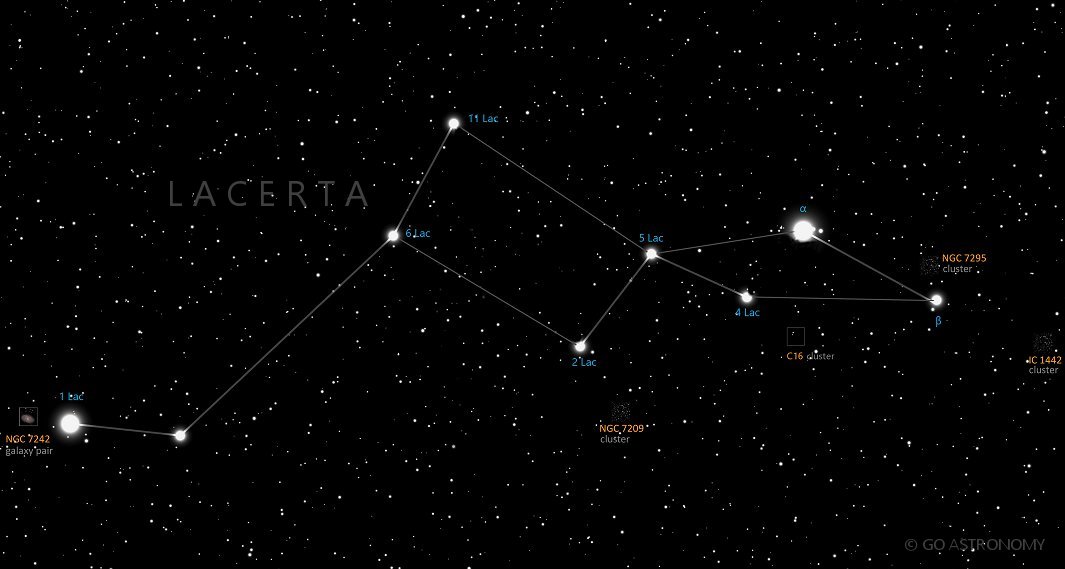 11 Lac
LACERTA
α
6 Lac
5 Lac
NGC 7295
cluster
4 Lac
β
C16 cluster
2 Lac
IC 1442
cluster
1 Lac
NGC 7209
cluster
NGC 7242
galaxy pair
© GO ASTRONOMY